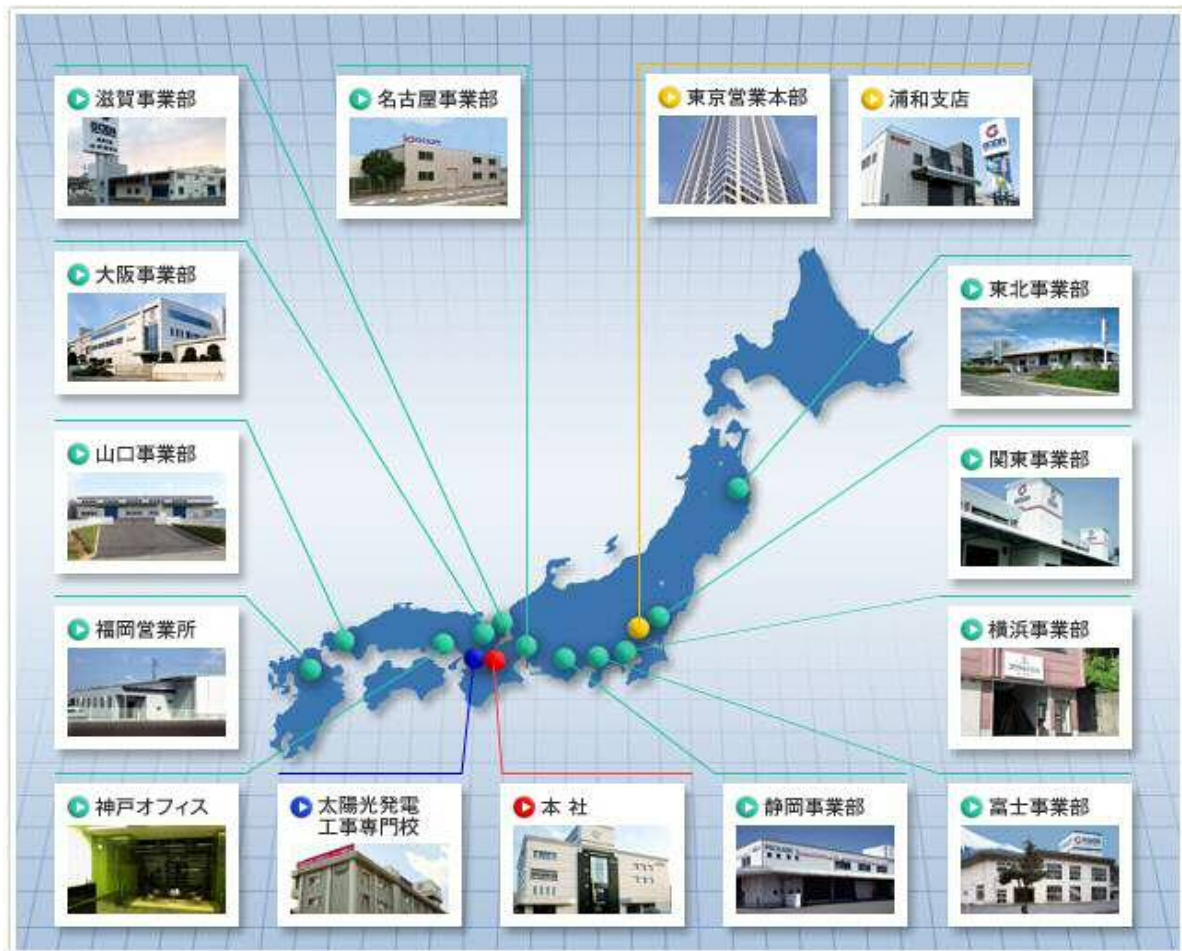 滋賀事業部
名古屋事業部
東京営業本部
浦和支店
大阪事業部
東北事業部
山口事業部
関東事業部
福岡営業所
横浜事業部
神戸オフィス
太陽光発電
工事専門校
本 社
静岡事業部
富士事業部